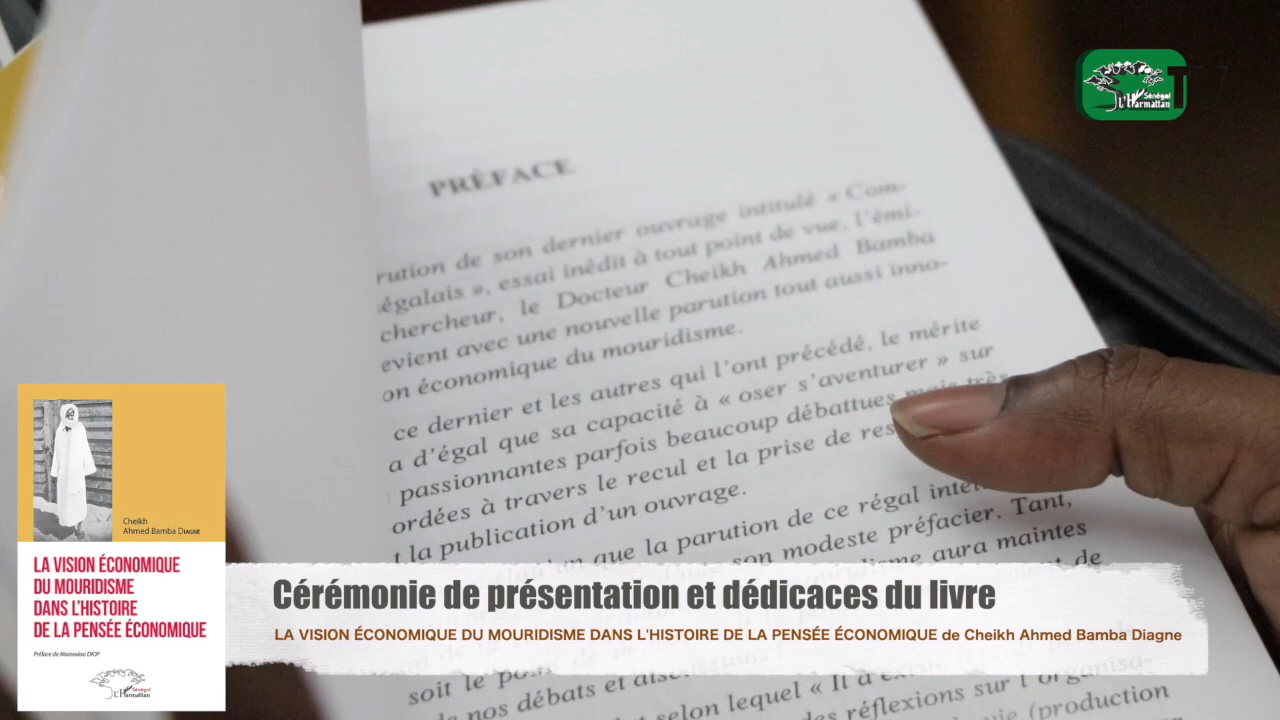 Sénégal
L'Harmattan
T
PRÉFACE
rution de son dernier ouvrage intitulé « Com-
égalais », essai inédit à tout point de vue, l'émi-
chercheur, le Docteur Cheikh Ahmed Bamba
evient avec une nouvelle parution tout aussi inno-
on économique du mouridisme.
ce dernier et les autres qui l'ont précédé, le mérite
a d'égal que sa capacité à « oser s'aventurer » sur
passionnantes parfois beaucoup débattues mais très
ordées à travers le recul et la prise de
la publication d'un ouvrage.
que la parution de ce régal
son modeste préfacier. Tant,
aura maintes
de
Cheikh
Ahmed Bamba DIAGNE
LA VISION ÉCONOMIQUE
DU MOURIDISME
DANS L'HISTOIRE
DE LA PENSÉE ÉCONOMIQUE
Préface de Mamadou DIOP
Sénégal
L'Harmattan
Cérémonie de présentation et dédicaces du livre
LA VISION ÉCONOMIQUE DU MOURIDISME DANS L'HISTOIRE DE LA PENSÉE ÉCONOMIQUE de Cheikh Ahmed Bamba Diagne
soit le
de nos débats et
selon lequel « Il a
des réflexions sur l'organisa-
(production